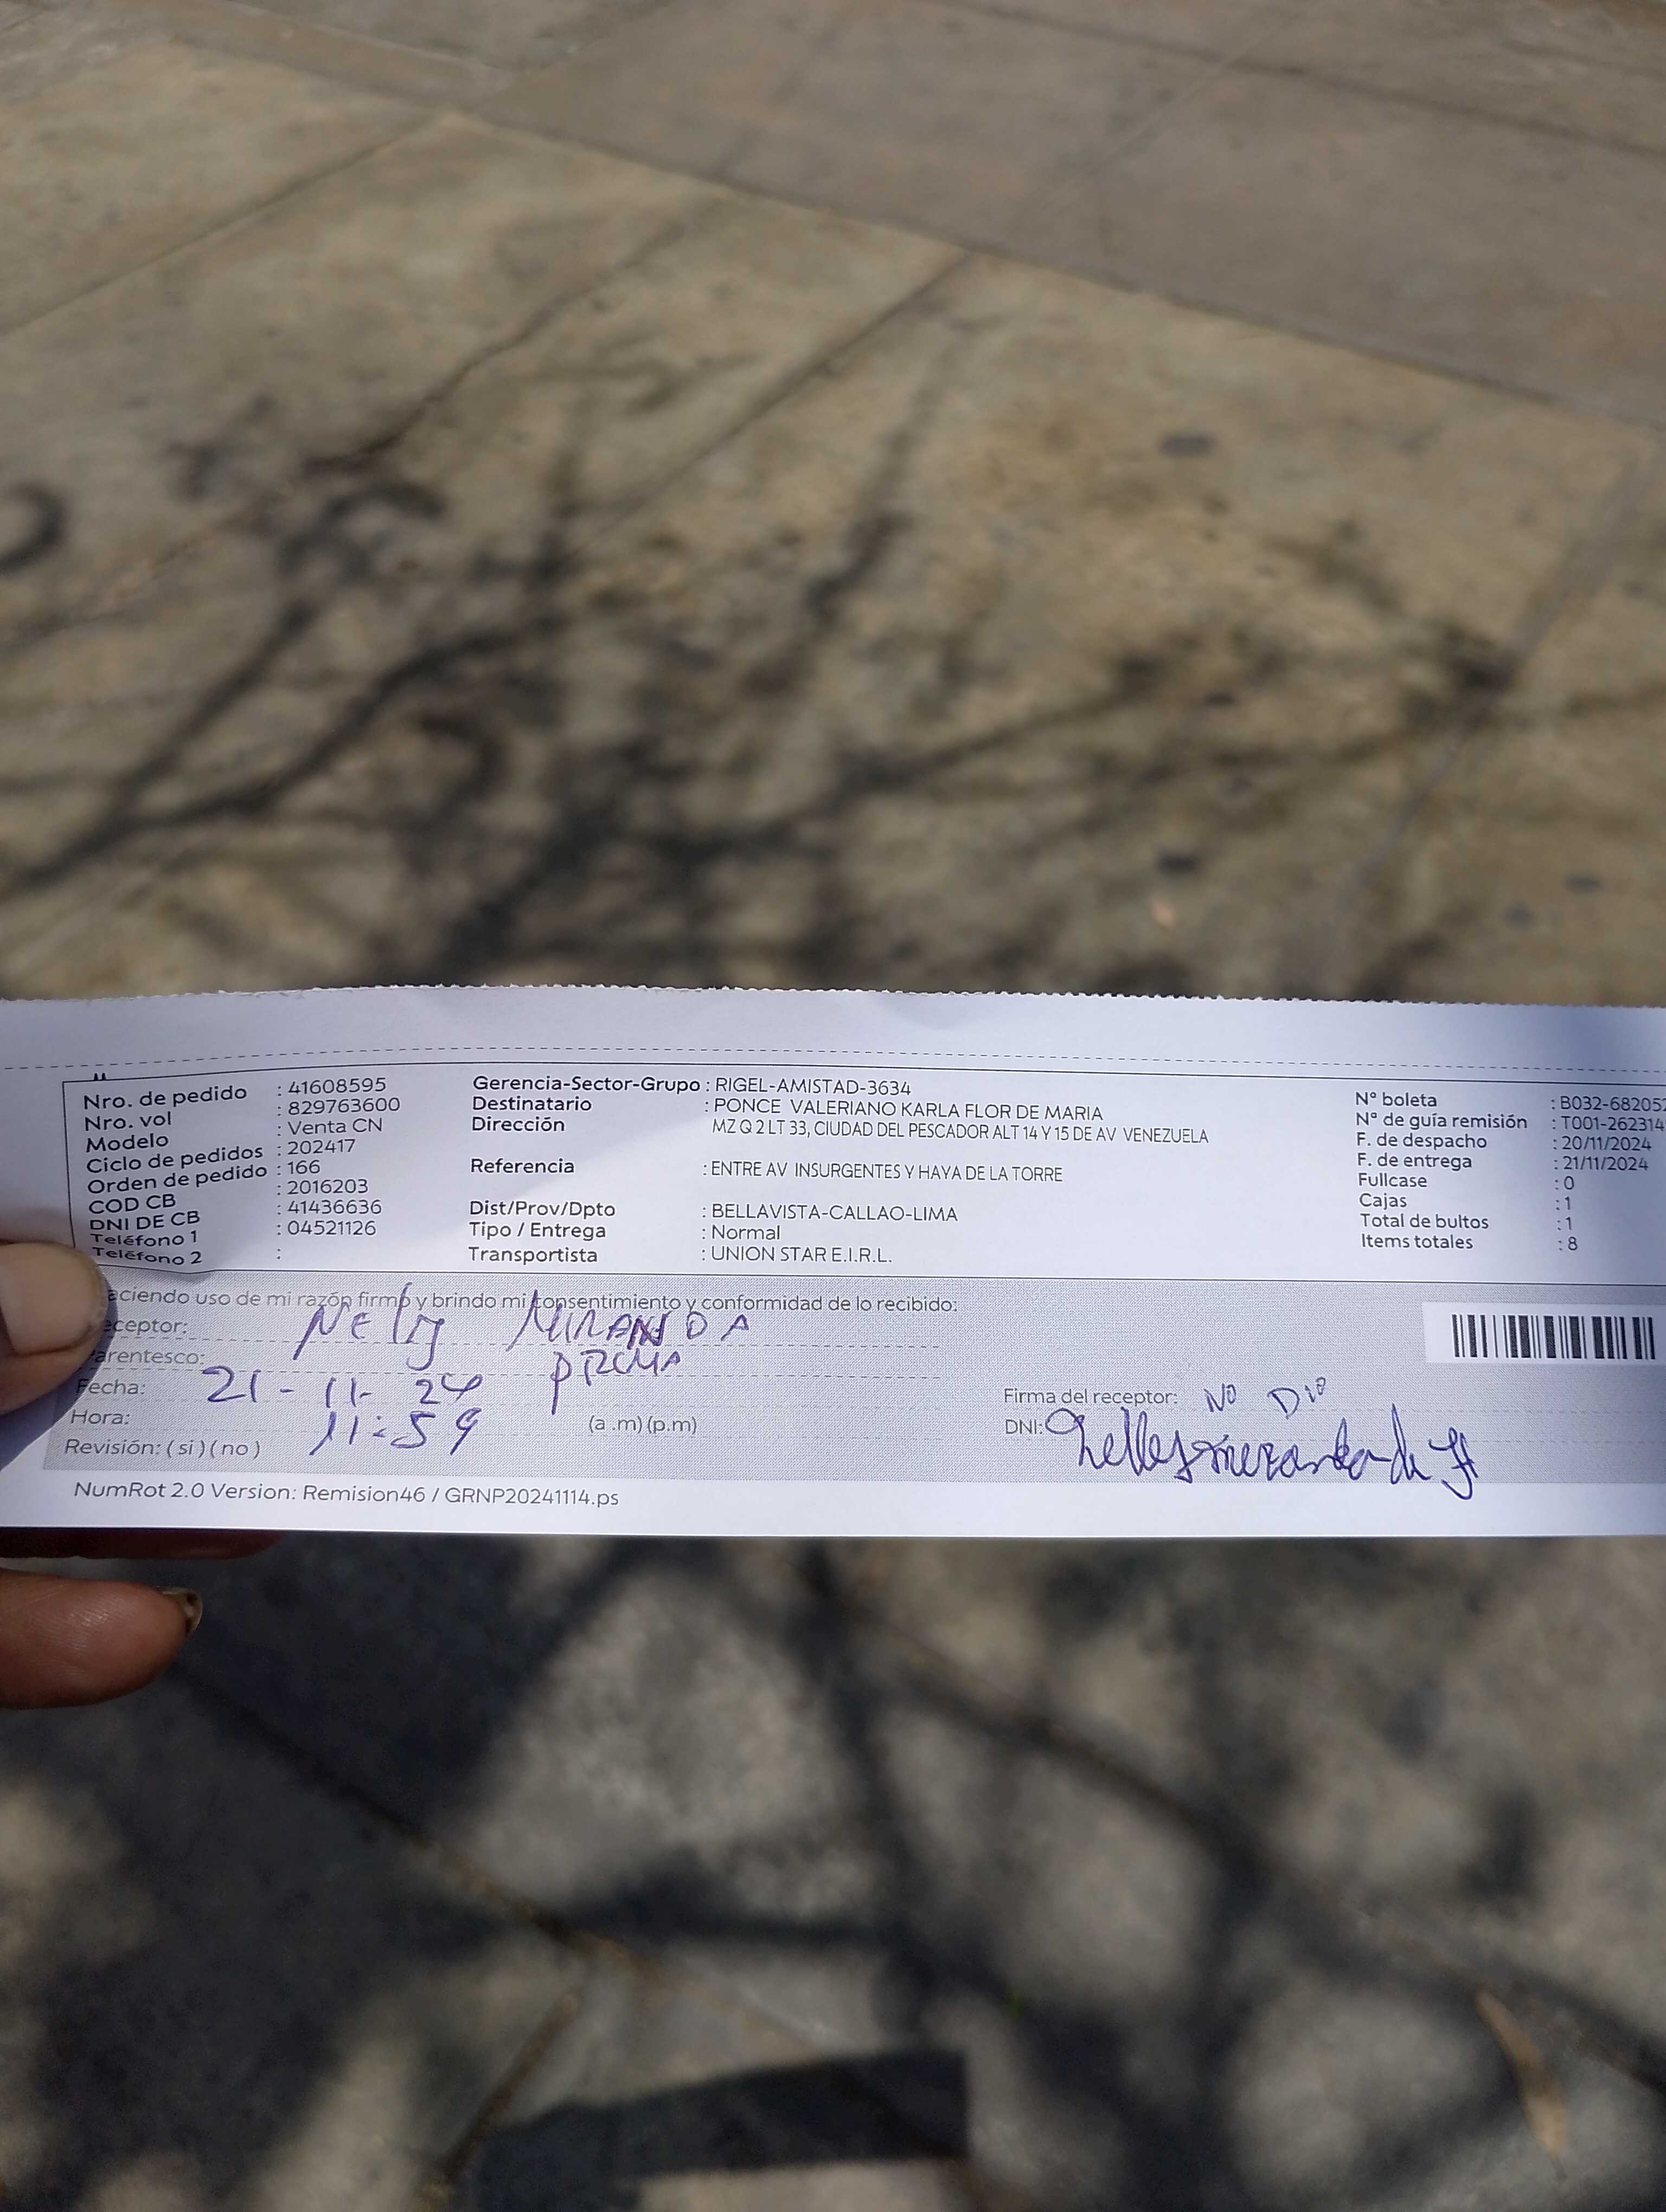 Nro. de pedido : 41608595
Nro. vol : 829763600
Modelo : Venta CN
Ciclo de pedidos : 202417
Orden de pedido : 166
COD CB : 2016203
DNI DE CB : 41436636
Teléfono 1 : 04521126
Teléfono 2 :
Gerencia-Sector-Grupo : RIGEL-AMISTAD-3634
Destinatario : PONCE VALERIANO KARLA FLOR DE MARIA
Dirección MZ Q 2 LT 33, CIUDAD DEL PESCADOR ALT 14 Y 15 DE AV VENEZUELA
Referencia : ENTRE AV INSURGENTES Y HAYA DE LA TORRE
Dist/Prov/Dpto : BELLAVISTA-CALLAO-LIMA
Tipo / Entrega : Normal
Transportista : UNION STAR E.I.R.L.
N° boleta : B032-682052
N° de guía remisión : T001-262314
F. de despacho : 20/11/2024
F. de entrega : 21/11/2024
Fullcase : 0
Cajas : 1
Total de bultos : 1
Items totales : 8
aciendo uso de mi razón firmo y brindo mi consentimiento y conformidad de lo recibido:
eceptor: Nelly MIRANDA
arentesco: PRIMA
Fecha: 21-11-24
Hora: 11:59 (a .m) (p.m)
Revisión: ( si ) ( no )
Firma del receptor: NO DIO
DNI:
NumRot 2.0 Version: Remision46 / GRNP20241114.ps